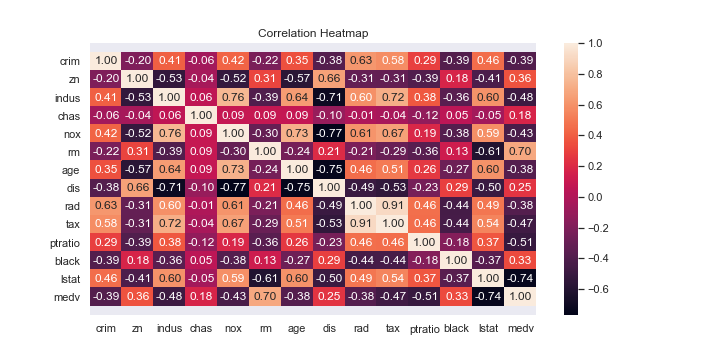 Correlation Heatmap
crim 1.00 -0.20 0.41 -0.06 0.42 -0.22 0.35 -0.38 0.63 0.58 0.29 -0.39 0.46 -0.39
zn -0.20 1.00 -0.53 -0.04 -0.52 0.31 -0.57 0.66 -0.31 -0.31 -0.39 0.18 -0.41 0.36
indus 0.41 -0.53 1.00 0.06 0.76 -0.39 0.64 -0.71 0.60 0.72 0.38 -0.36 0.60 -0.48
chas -0.06 -0.04 0.06 1.00 0.09 0.09 0.09 -0.10 -0.01 -0.04 -0.12 0.05 -0.05 0.18
nox 0.42 -0.52 0.76 0.09 1.00 -0.30 0.73 -0.77 0.61 0.67 0.19 -0.38 0.59 -0.43
rm -0.22 0.31 -0.39 0.09 -0.30 1.00 -0.24 0.21 -0.21 -0.29 -0.36 0.13 -0.61 0.70
age 0.35 -0.57 0.64 0.09 0.73 -0.24 1.00 -0.75 0.46 0.51 0.26 -0.27 0.60 -0.38
dis -0.38 0.66 -0.71 -0.10 -0.77 0.21 -0.75 1.00 -0.49 -0.53 -0.23 0.29 -0.50 0.25
rad 0.63 -0.31 0.60 -0.01 0.61 -0.21 0.46 -0.49 1.00 0.91 0.46 -0.44 0.49 -0.38
tax 0.58 -0.31 0.72 -0.04 0.67 -0.29 0.51 -0.53 0.91 1.00 0.46 -0.44 0.54 -0.47
ptratio 0.29 -0.39 0.38 -0.12 0.19 -0.36 0.26 -0.23 0.46 0.46 1.00 -0.18 0.37 -0.51
black -0.39 0.18 -0.36 0.05 -0.38 0.13 -0.27 0.29 -0.44 -0.44 -0.18 1.00 -0.37 0.33
lstat 0.46 -0.41 0.60 -0.05 0.59 -0.61 0.60 -0.50 0.49 0.54 0.37 -0.37 1.00 -0.74
medv -0.39 0.36 -0.48 0.18 -0.43 0.70 -0.38 0.25 -0.38 -0.47 -0.51 0.33 -0.74 1.00
crim zn indus chas nox rm age dis rad tax ptratio black lstat medv
1.0
0.8
0.6
0.4
0.2
0.0
-0.2
-0.4
-0.6